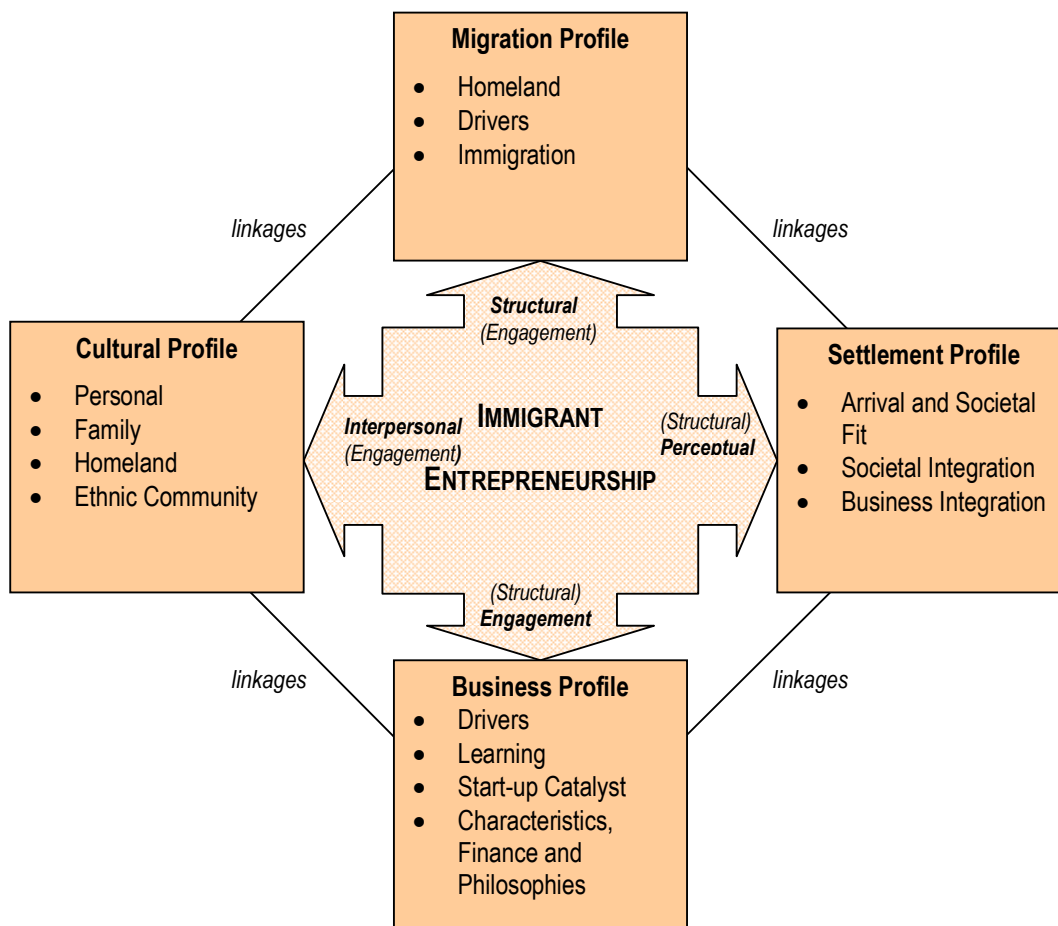 Migration Profile
• Homeland
• Drivers
• Immigration
linkages
linkages
Structural
(Engagement)
Cultural Profile
• Personal
• Family
• Homeland
• Ethnic Community
Interpersonal
(Engagement)
IMMIGRANT
ENTREPRENEURSHIP
(Structural)
Perceptual
Settlement Profile
• Arrival and Societal
Fit
• Societal Integration
• Business Integration
(Structural)
Engagement
linkages
linkages
Business Profile
• Drivers
• Learning
• Start-up Catalyst
• Characteristics,
Finance and
Philosophies